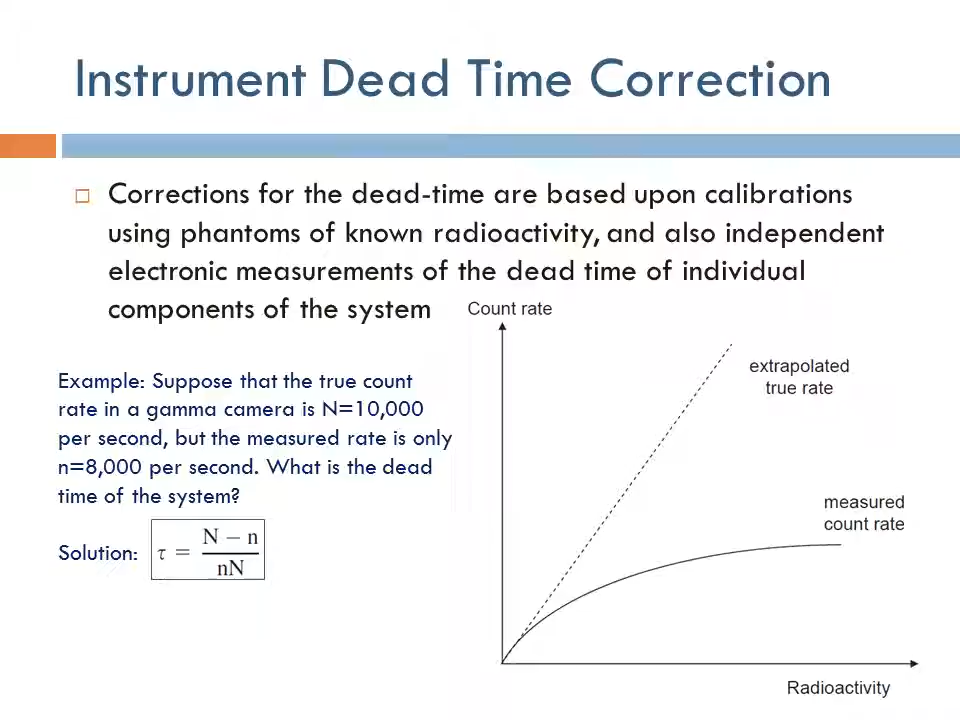 Instrument Dead Time Correction
Corrections for the dead-time are based upon calibrations
using phantoms of known radioactivity, and also independent
electronic measurements of the dead time of individual
components of the system
Example: Suppose that the true count
rate in a gamma camera is N=10,000
per second, but the measured rate is only
n=8,000 per second. What is the dead
time of the system?
Solution: τ = (N − n)/(nN)
Count rate
extrapolated
true rate
measured
count rate
Radioactivity